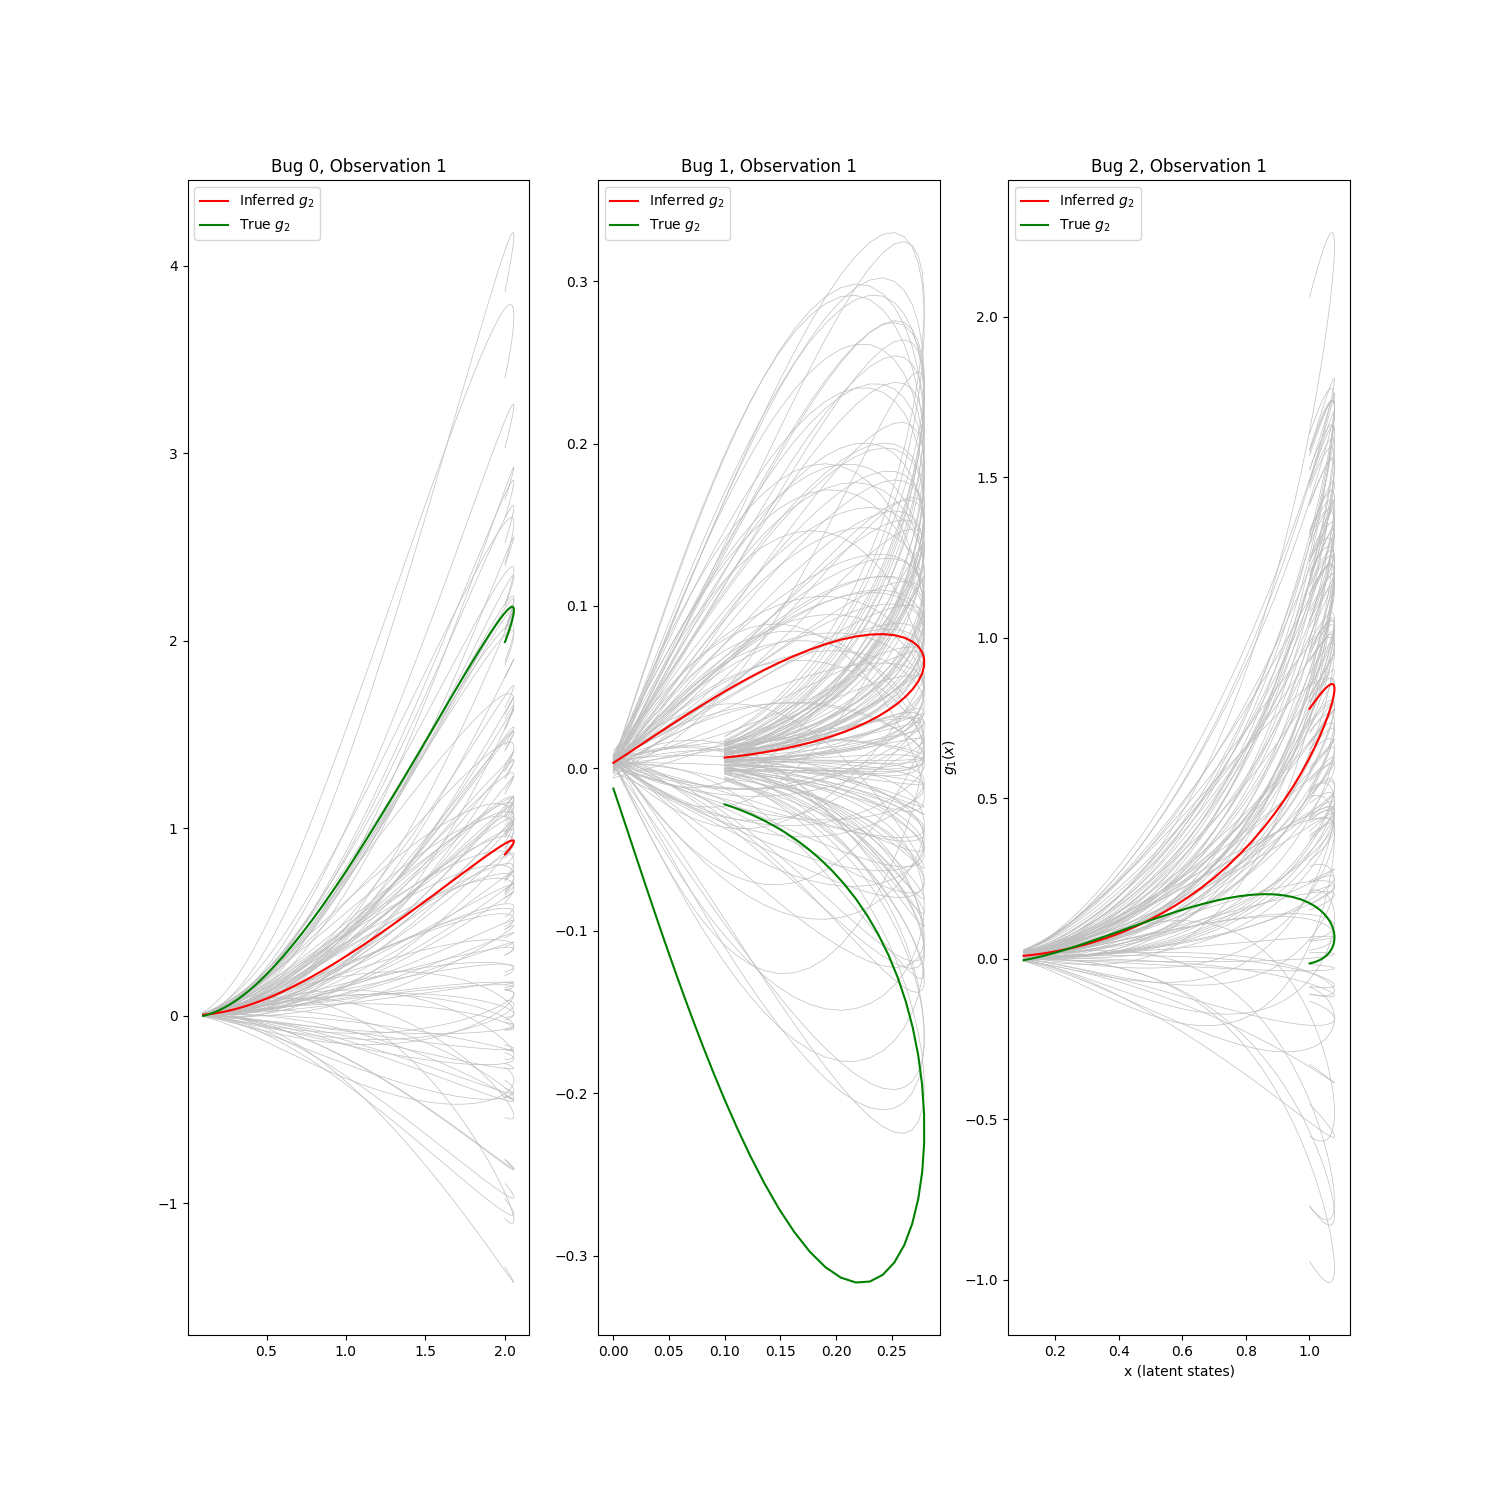 Bug 0, Observation 1
Inferred g₂
True g₂
4
3
2
1
0
−1
0.5 1.0 1.5 2.0
Bug 1, Observation 1
Inferred g₂
True g₂
0.3
0.2
0.1
0.0
−0.1
−0.2
−0.3
0.00 0.05 0.10 0.15 0.20 0.25
Bug 2, Observation 1
Inferred g₂
True g₂
g₁(x)
2.0
1.5
1.0
0.5
0.0
−0.5
−1.0
0.2 0.4 0.6 0.8 1.0
x (latent states)